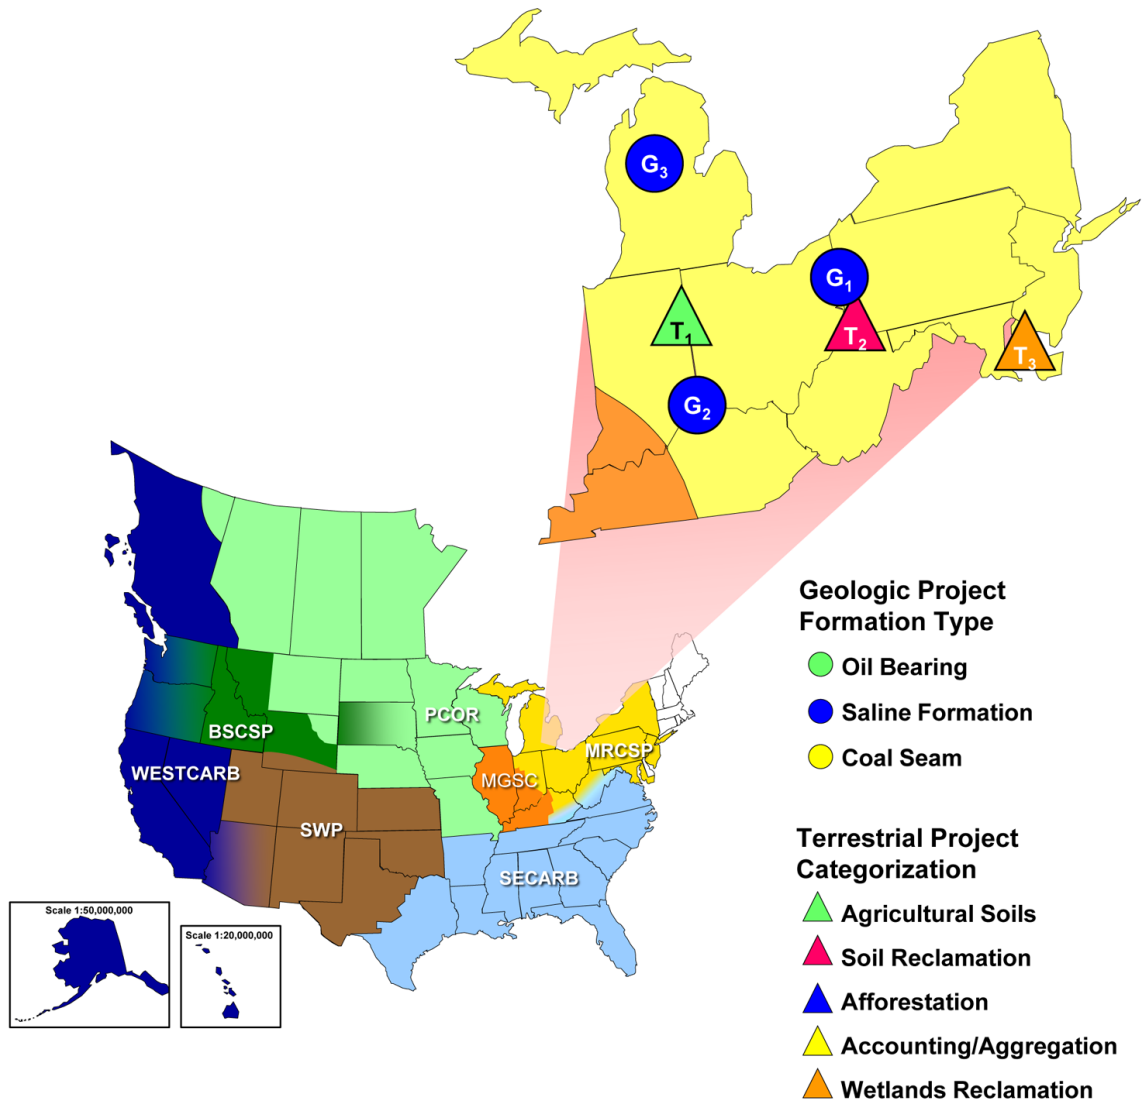 G3
G1
T1
T2
T3
G2
Geologic Project
Formation Type
Oil Bearing
Saline Formation
Coal Seam
PCOR
BSCSP
MRCSP
WESTCARB
MGSC
SWP
SECARB
Terrestrial Project
Categorization
Agricultural Soils
Soil Reclamation
Afforestation
Accounting/Aggregation
Wetlands Reclamation
Scale 1:50,000,000
Scale 1:20,000,000